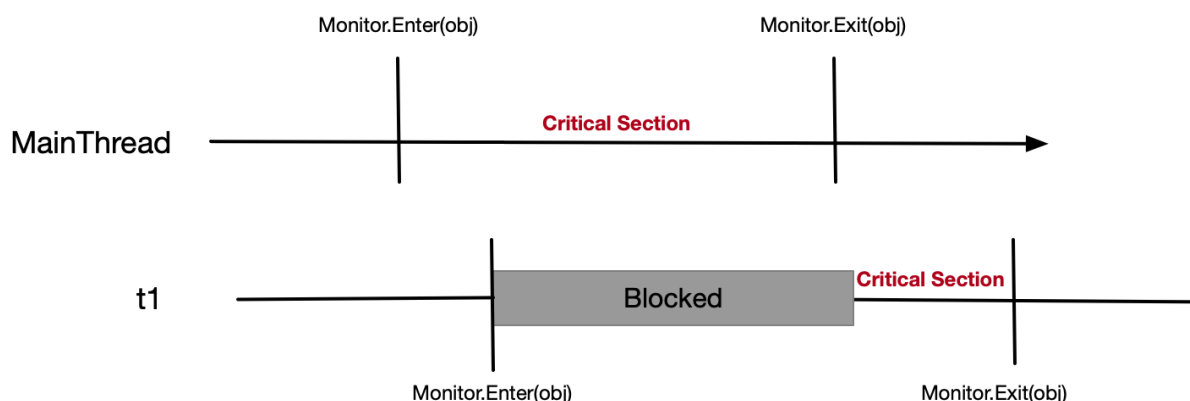 Monitor.Enter(obj)
Monitor.Exit(obj)
MainThread
Critical Section
t1
Blocked
Critical Section
Monitor.Enter(obj)
Monitor.Exit(obj)